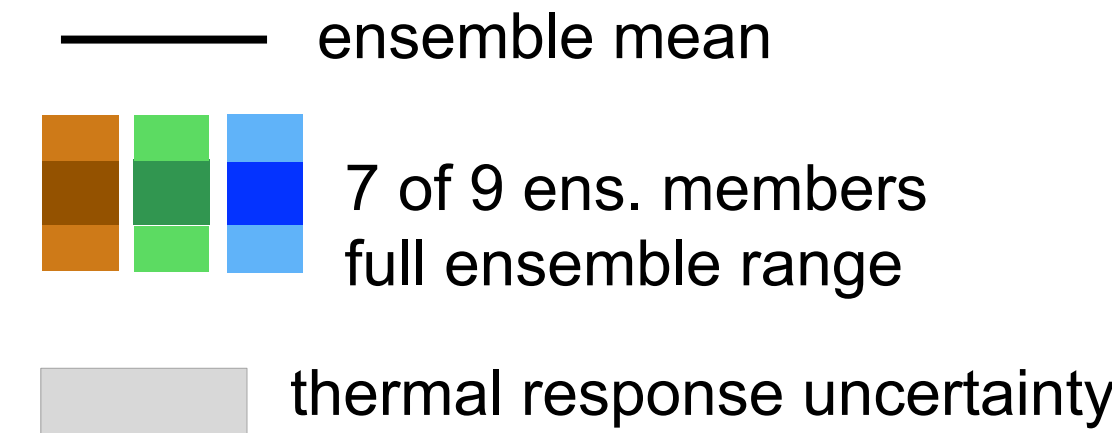 ensemble mean
7 of 9 ens. members
full ensemble range
thermal response uncertainty